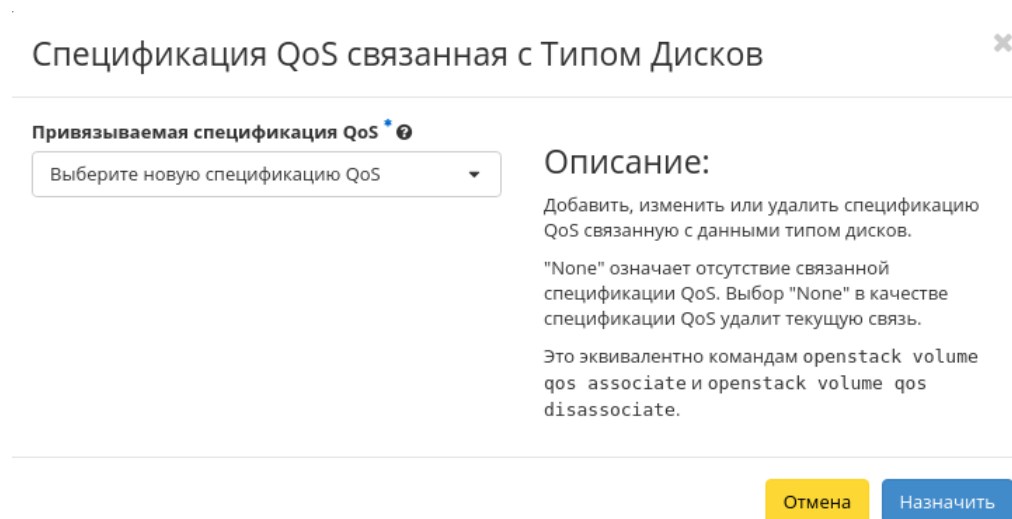 Спецификация QoS связанная с Типом Дисков
Привязываемая спецификация QoS *
Выберите новую спецификацию QoS
Описание:
Добавить, изменить или удалить спецификацию
QoS связанную с данными типом дисков.
"None" означает отсутствие связанной
спецификации QoS. Выбор "None" в качестве
спецификации QoS удалит текущую связь.
Это эквивалентно командам openstack volume
qos associate и openstack volume qos
disassociate.
Отмена
Назначить